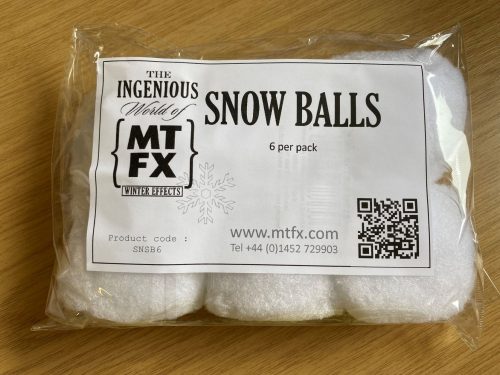 THE
INGENIOUS
World of
MT
FX
WINTER EFFECTS
SNOW BALLS
6 per pack
Product code :
SNSB6
www.mtfx.com
Tel +44 (0)1452 729903